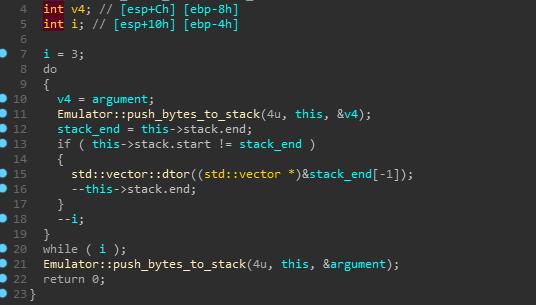 4 int v4; // [esp+Ch] [ebp-8h]
5 int i; // [esp+10h] [ebp-4h]
6
7 i = 3;
8 do
9 {
10 v4 = argument;
11 Emulator::push_bytes_to_stack(4u, this, &v4);
12 stack_end = this->stack.end;
13 if ( this->stack.start != stack_end )
14 {
15 std::vector::dtor((std::vector *)&stack_end[-1]);
16 --this->stack.end;
17 }
18 --i;
19 }
20 while ( i );
21 Emulator::push_bytes_to_stack(4u, this, &argument);
22 return 0;
23 }